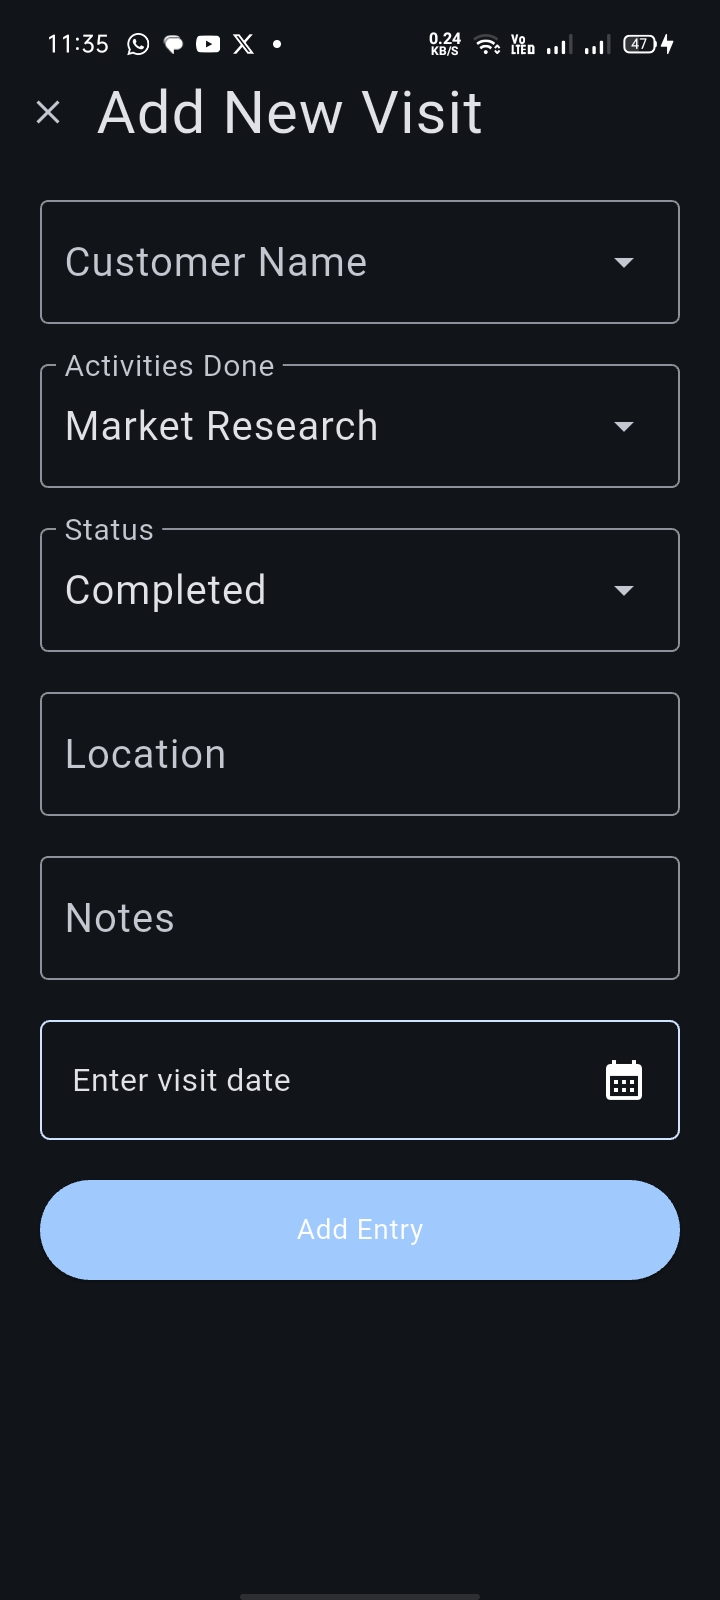 11:35
0.24
KB/S
Vo
LTED
47
Add New Visit
Customer Name
Activities Done
Market Research
Status
Completed
Location
Notes
Enter visit date
Add Entry